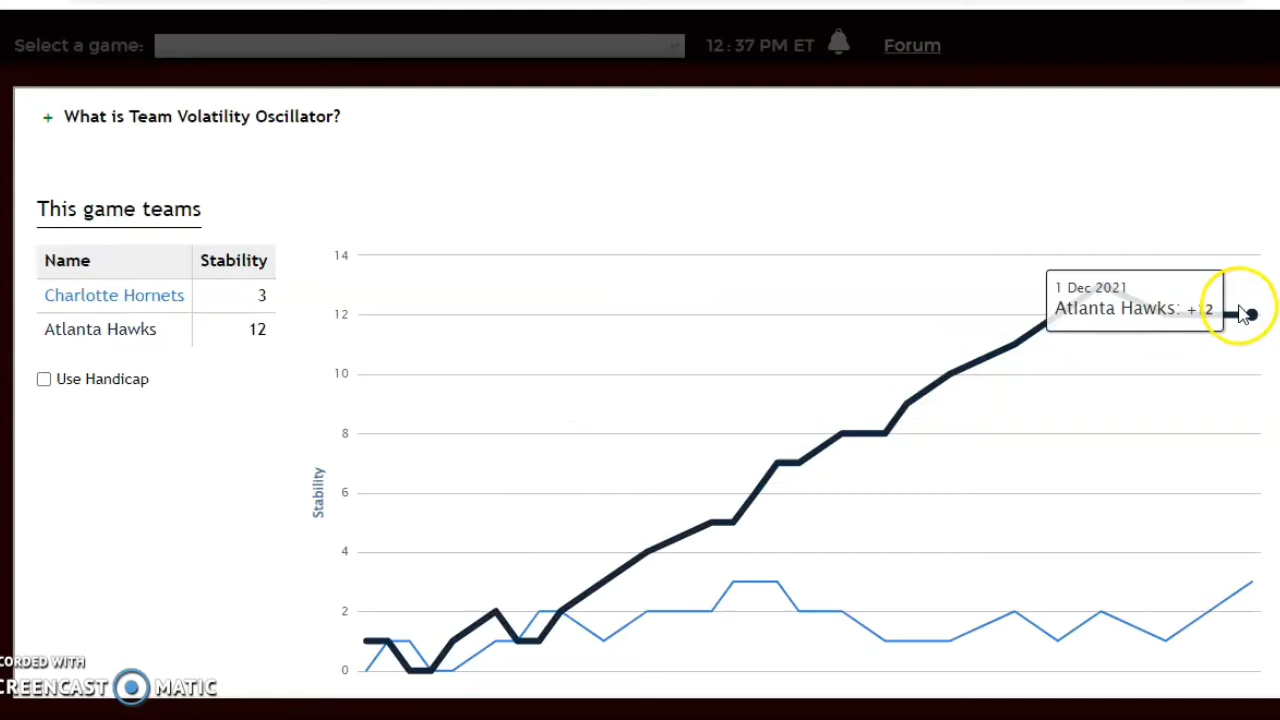 Select a game:
12:37 PM ET
Forum
+ What is Team Volatility Oscillator?
This game teams
Name Stability
Charlotte Hornets 3
Atlanta Hawks 12
Use Handicap
Stability
14
12
10
8
6
4
2
0
1 Dec 2021
Atlanta Hawks: +12
CORDED WITH
CREENCAST MATIC